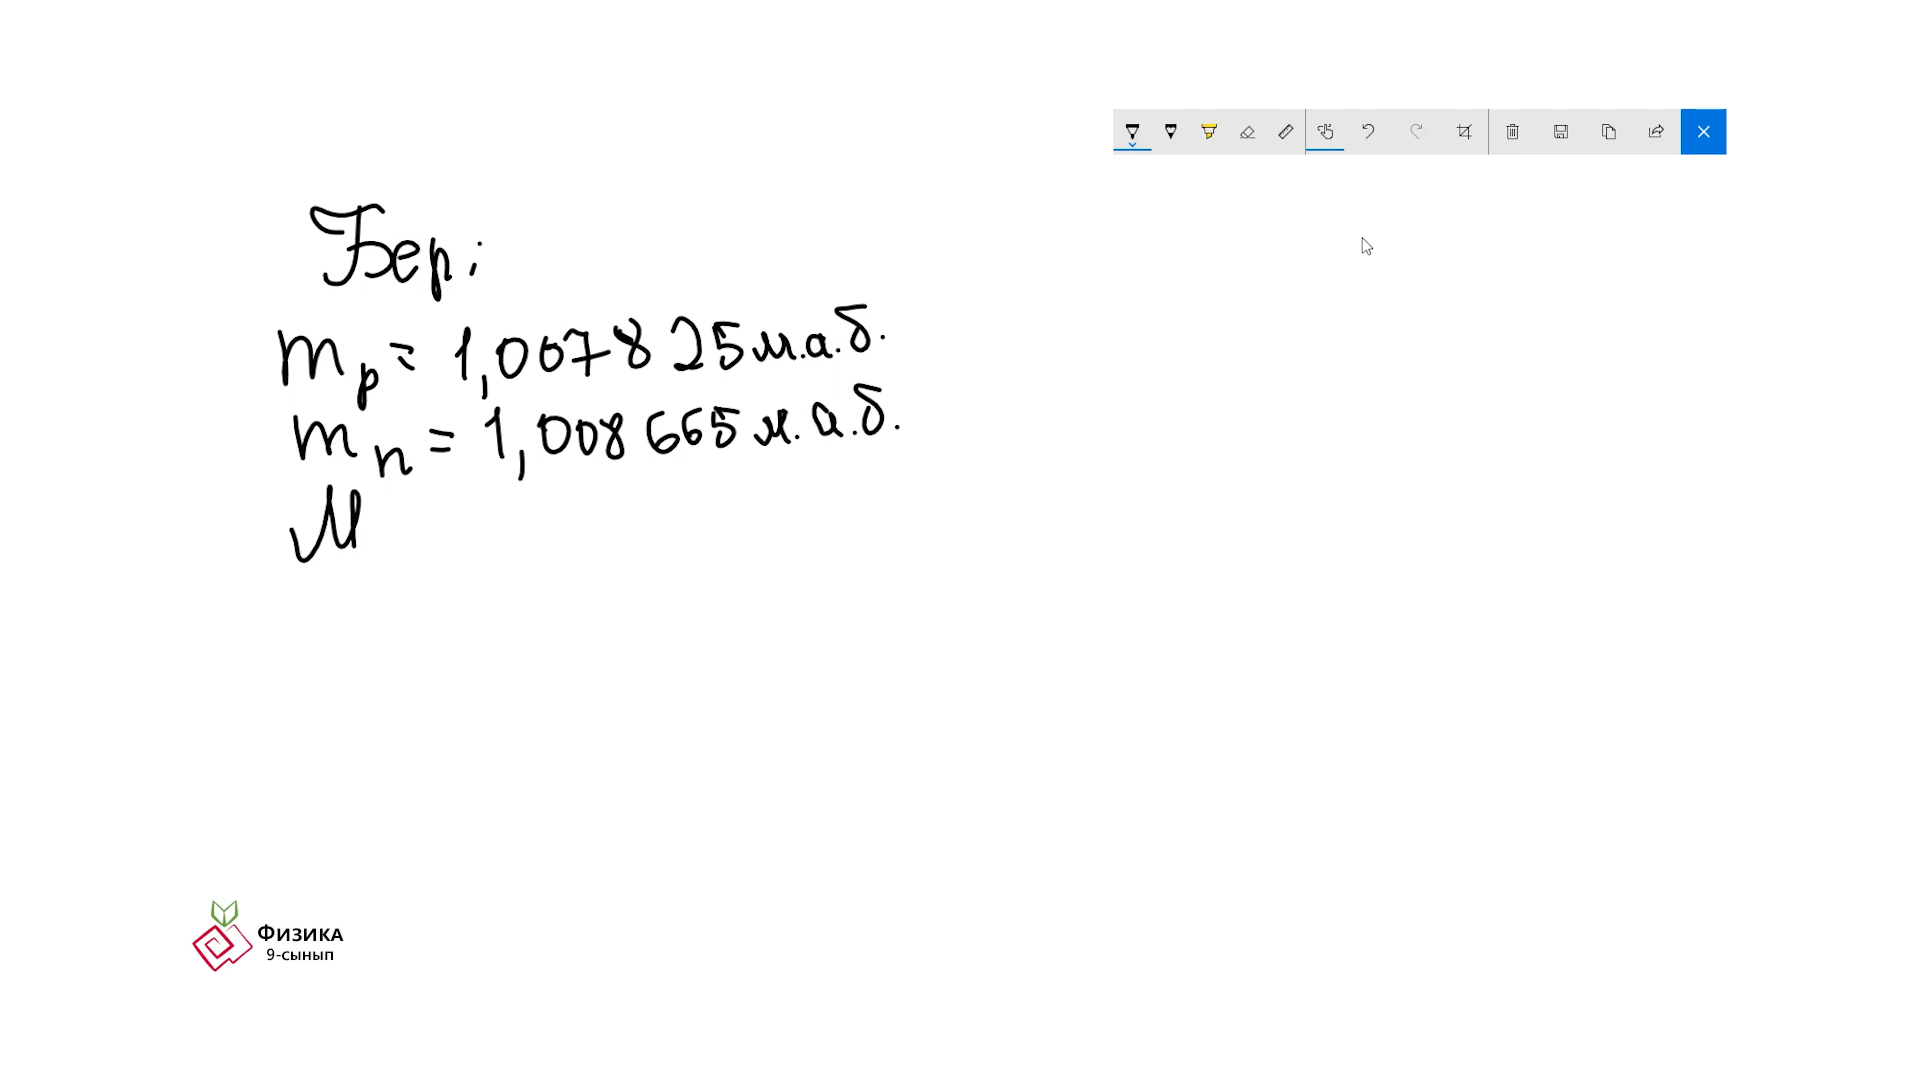 Бер:
mp = 1,007825 м.а.б.
mn = 1,008665 м.а.б.
M
Физика
9-сынып